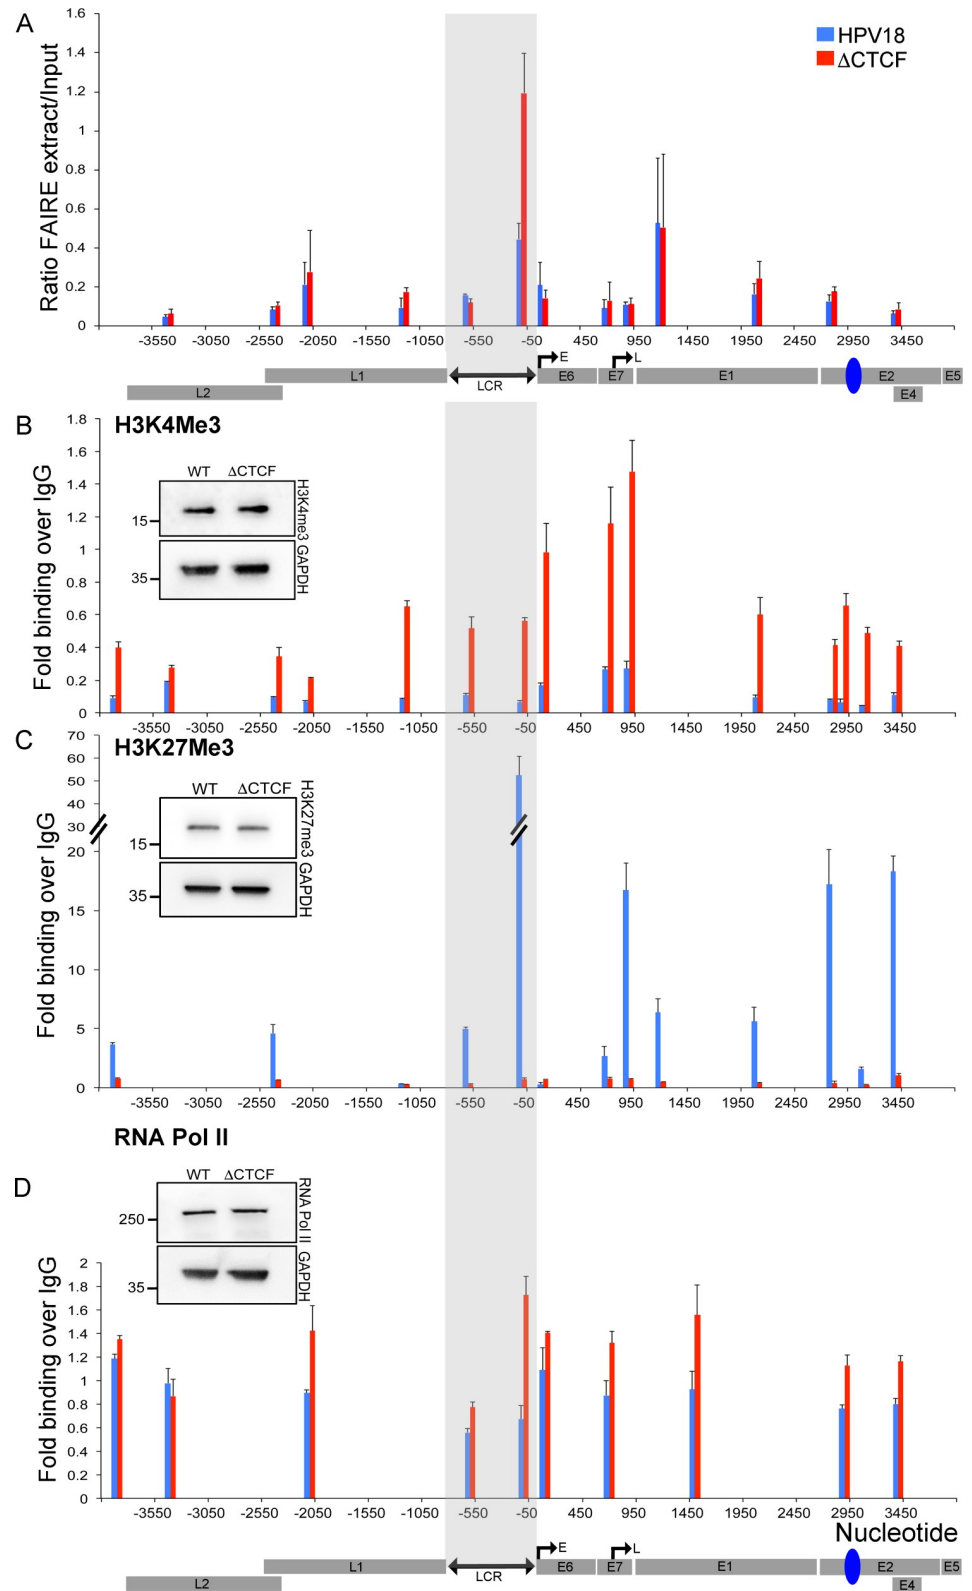 A
HPV18
ΔCTCF
Ratio FAIRE extract/Input
1.6
1.4
1.2
1
0.8
0.6
0.4
0.2
0
-3550 -3050 -2550 -2050 -1550 -1050 -550 -50 450 950 1450 1950 2450 2950 3450
E L
L1 LCR E6 E7 E1 E2 E5
L2 E4
B H3K4Me3
Fold binding over IgG
1.8
1.6
1.4
1.2
1
0.8
0.6
0.4
0.2
0
WT ΔCTCF
15
H3K4me3
35
GAPDH
-3550 -3050 -2550 -2050 -1550 -1050 -550 -50 450 950 1450 1950 2450 2950 3450
C H3K27Me3
Fold binding over IgG
70
60
50
40
30
20
15
10
5
0
WT ΔCTCF
15
H3K27me3
35
GAPDH
-3550 -3050 -2550 -2050 -1550 -1050 -550 -50 450 950 1450 1950 2450 2950 3450
RNA Pol II
D
Fold binding over IgG
2
1.8
1.6
1.4
1.2
1
0.8
0.6
0.4
0.2
0
WT ΔCTCF
250
RNA Pol II
35
GAPDH
-3550 -3050 -2550 -2050 -1550 -1050 -550 -50 450 950 1450 1950 2450 2950 3450
Nucleotide
E L
L1 LCR E6 E7 E1 E2 E5
L2 E4